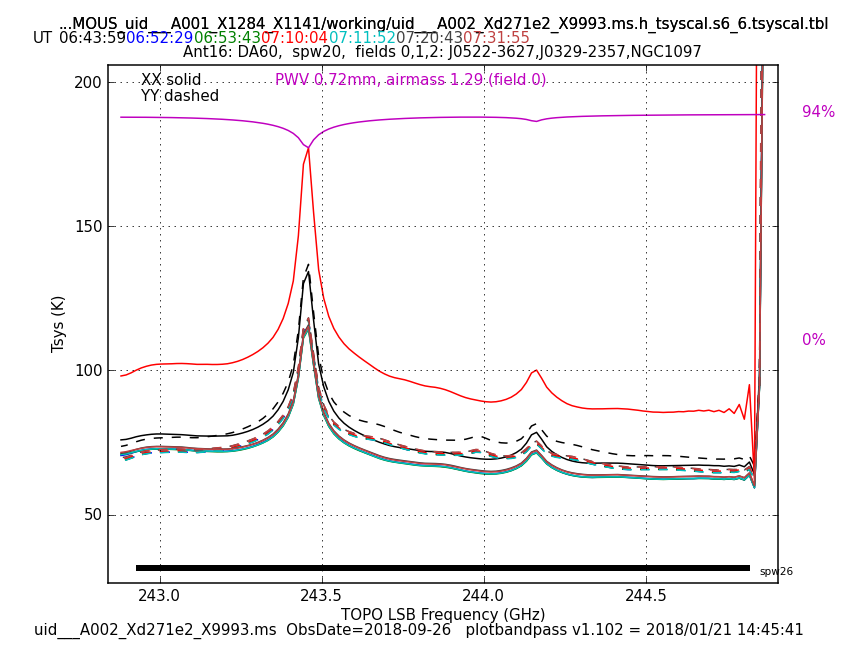 ...MOUS_uid___A001_X1284_X1141/working/uid___A002_Xd271e2_X9993.ms.h_tsyscal.s6_6.tsyscal.tbl
UT 06:43:59 06:52:29 06:53:43 07:10:04 07:11:52 07:20:43 07:31:55
Ant16: DA60,  spw20,  fields 0,1,2: J0522-3627,J0329-2357,NGC1097
XX solid
PWV 0.72mm, airmass 1.29 (field 0)
YY dashed
94%
0%
200
150
100
50
Tsys (K)
spw26
243.0 243.5 244.0 244.5
TOPO LSB Frequency (GHz)
uid___A002_Xd271e2_X9993.ms  ObsDate=2018-09-26   plotbandpass v1.102 = 2018/01/21 14:45:41